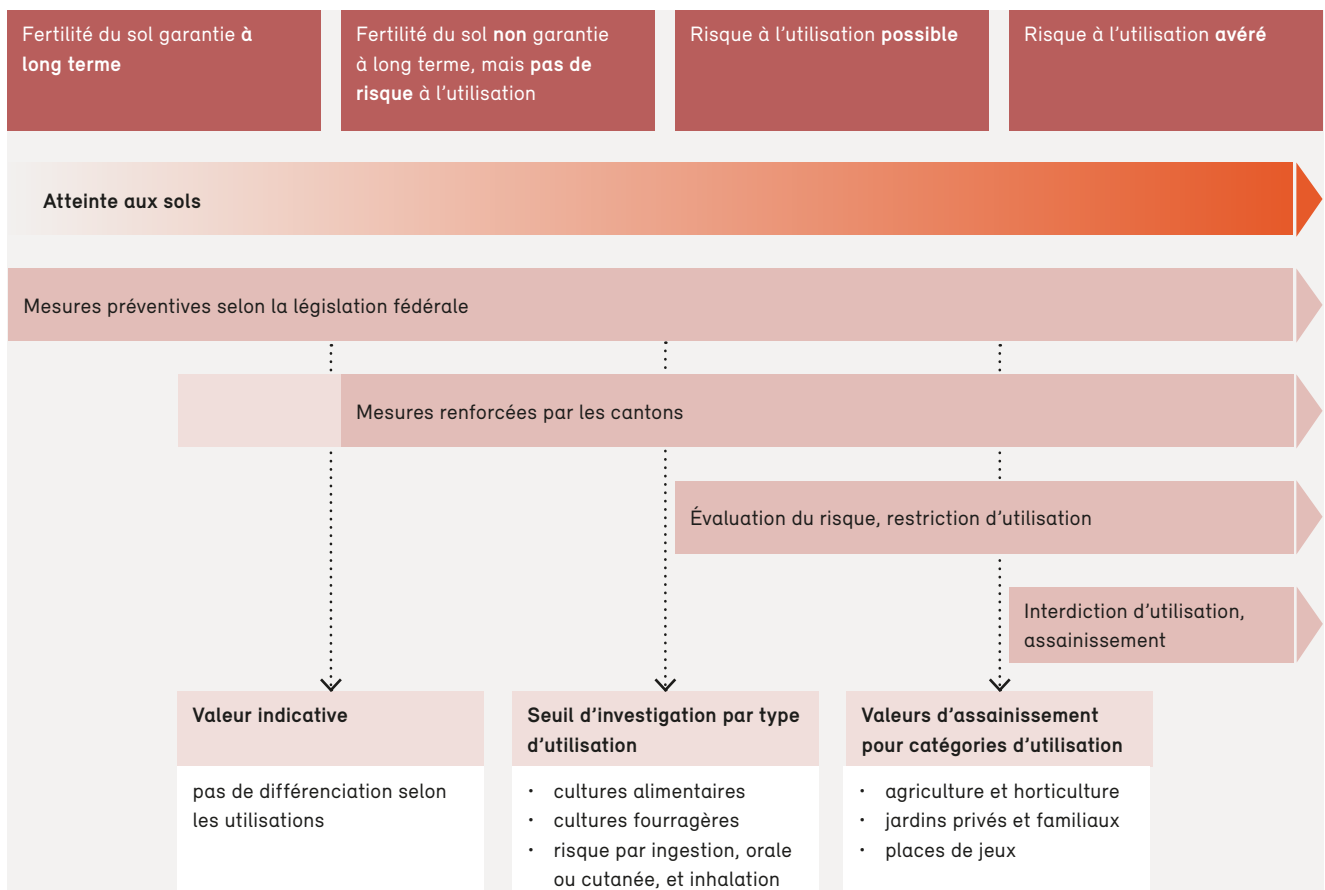 Fertilité du sol garantie à
long terme
Fertilité du sol non garantie
à long terme, mais pas de
risque à l'utilisation
Risque à l'utilisation possible
Risque à l'utilisation avéré
Atteinte aux sols
Mesures préventives selon la législation fédérale
Mesures renforcées par les cantons
Évaluation du risque, restriction d'utilisation
Interdiction d'utilisation,
assainissement
Valeur indicative
pas de différenciation selon
les utilisations
Seuil d'investigation par type
d'utilisation
· cultures alimentaires
· cultures fourragères
· risque par ingestion, orale
ou cutanée, et inhalation
Valeurs d'assainissement
pour catégories d'utilisation
· agriculture et horticulture
· jardins privés et familiaux
· places de jeux